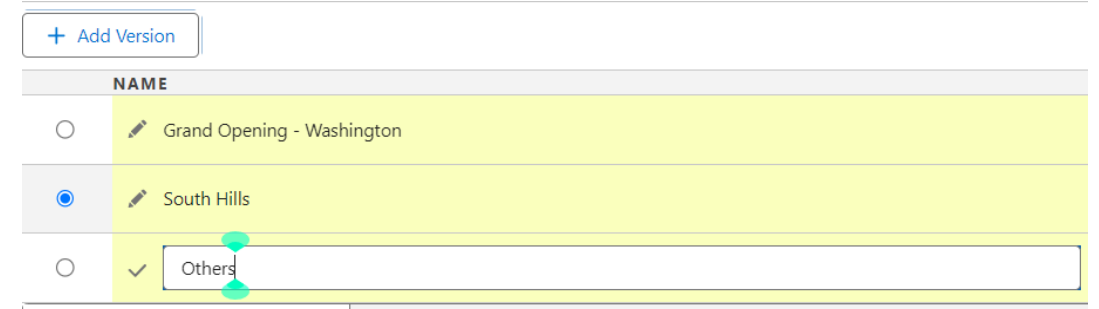 + Add Version
NAME
Grand Opening - Washington
South Hills
Others